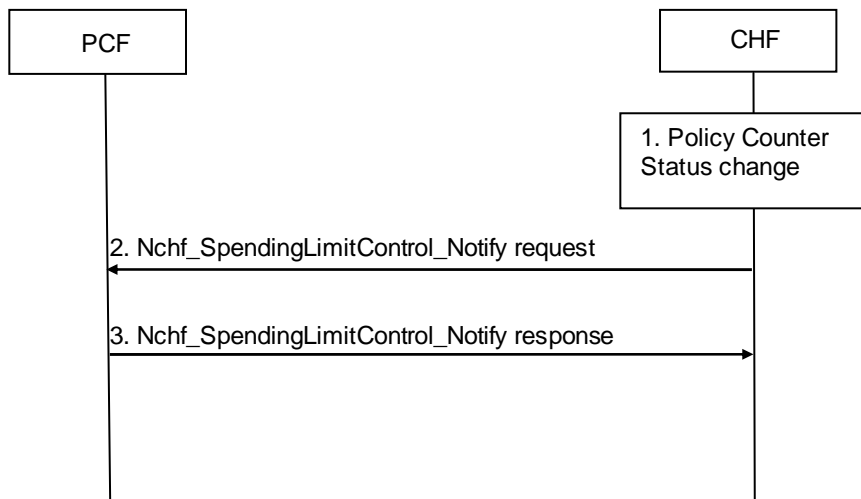 PCF
CHF
1. Policy Counter
Status change
2. Nchf_SpendingLimitControl_Notify request
3. Nchf_SpendingLimitControl_Notify response